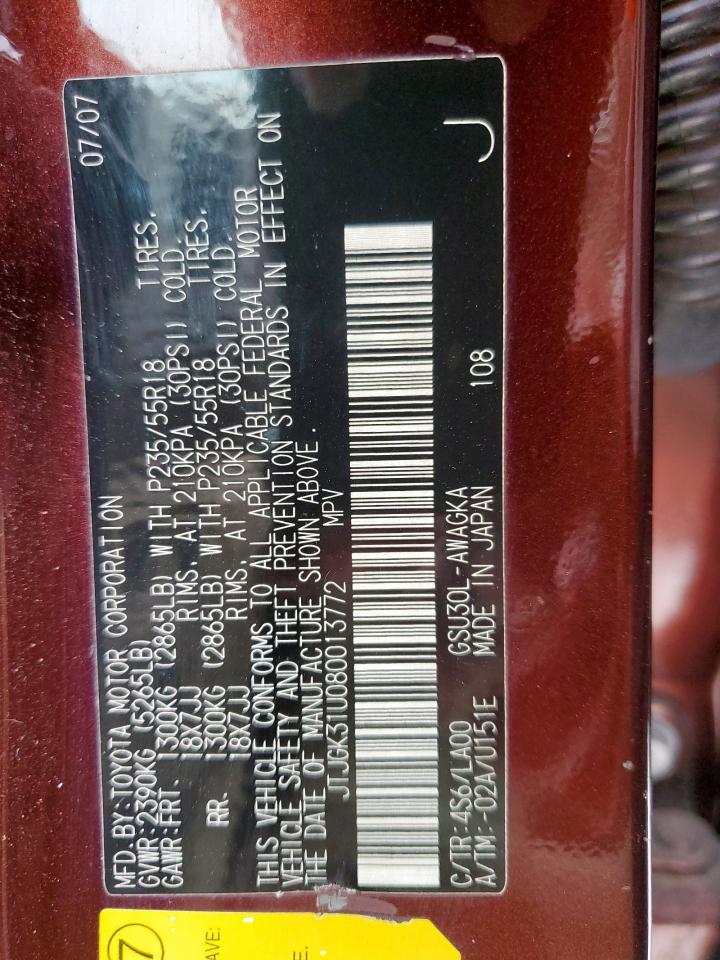 MFD. BY: TOYOTA MOTOR CORPORATION 07/07
GVWR: 2390KG (5265LB)
GAWR: FRT. 1300KG (2865LB) WITH P235/55R18 TIRES.
18X7JJ RIMS, AT 210KPA (30PSI) COLD.
RR. 1300KG (2865LB) WITH P235/55R18 TIRES.
18X7JJ RIMS, AT 210KPA (30PSI) COLD.
THIS VEHICLE CONFORMS TO ALL APPLICABLE FEDERAL MOTOR
VEHICLE SAFETY AND THEFT PREVENTION STANDARDS IN EFFECT ON
THE DATE OF MANUFACTURE SHOWN ABOVE.
JTJGK31U080013772 MPV
C/TR: 4S6/LA00 GSU30L-AWAGKA
A/TM: -02A/U151E MADE IN JAPAN 108 J
7
AVE:
E.